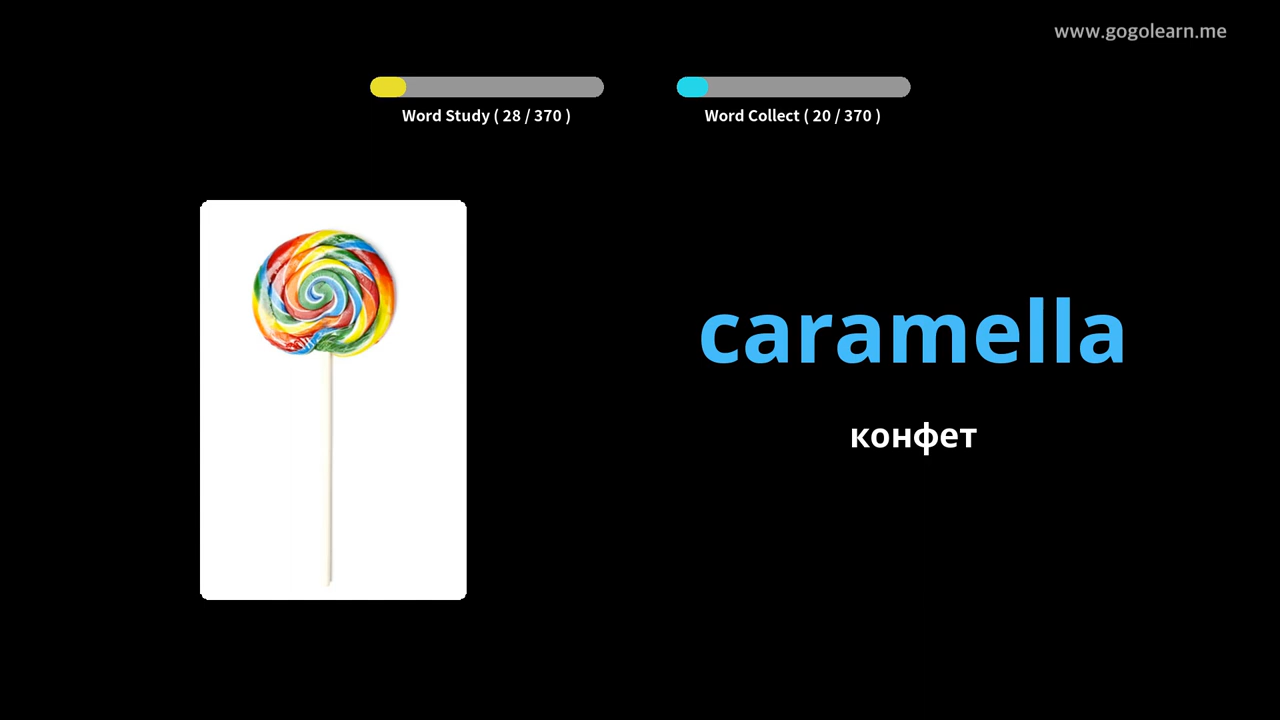 www.gogolearn.me
Word Study ( 28 / 370 )
Word Collect ( 20 / 370 )
caramella
конфет